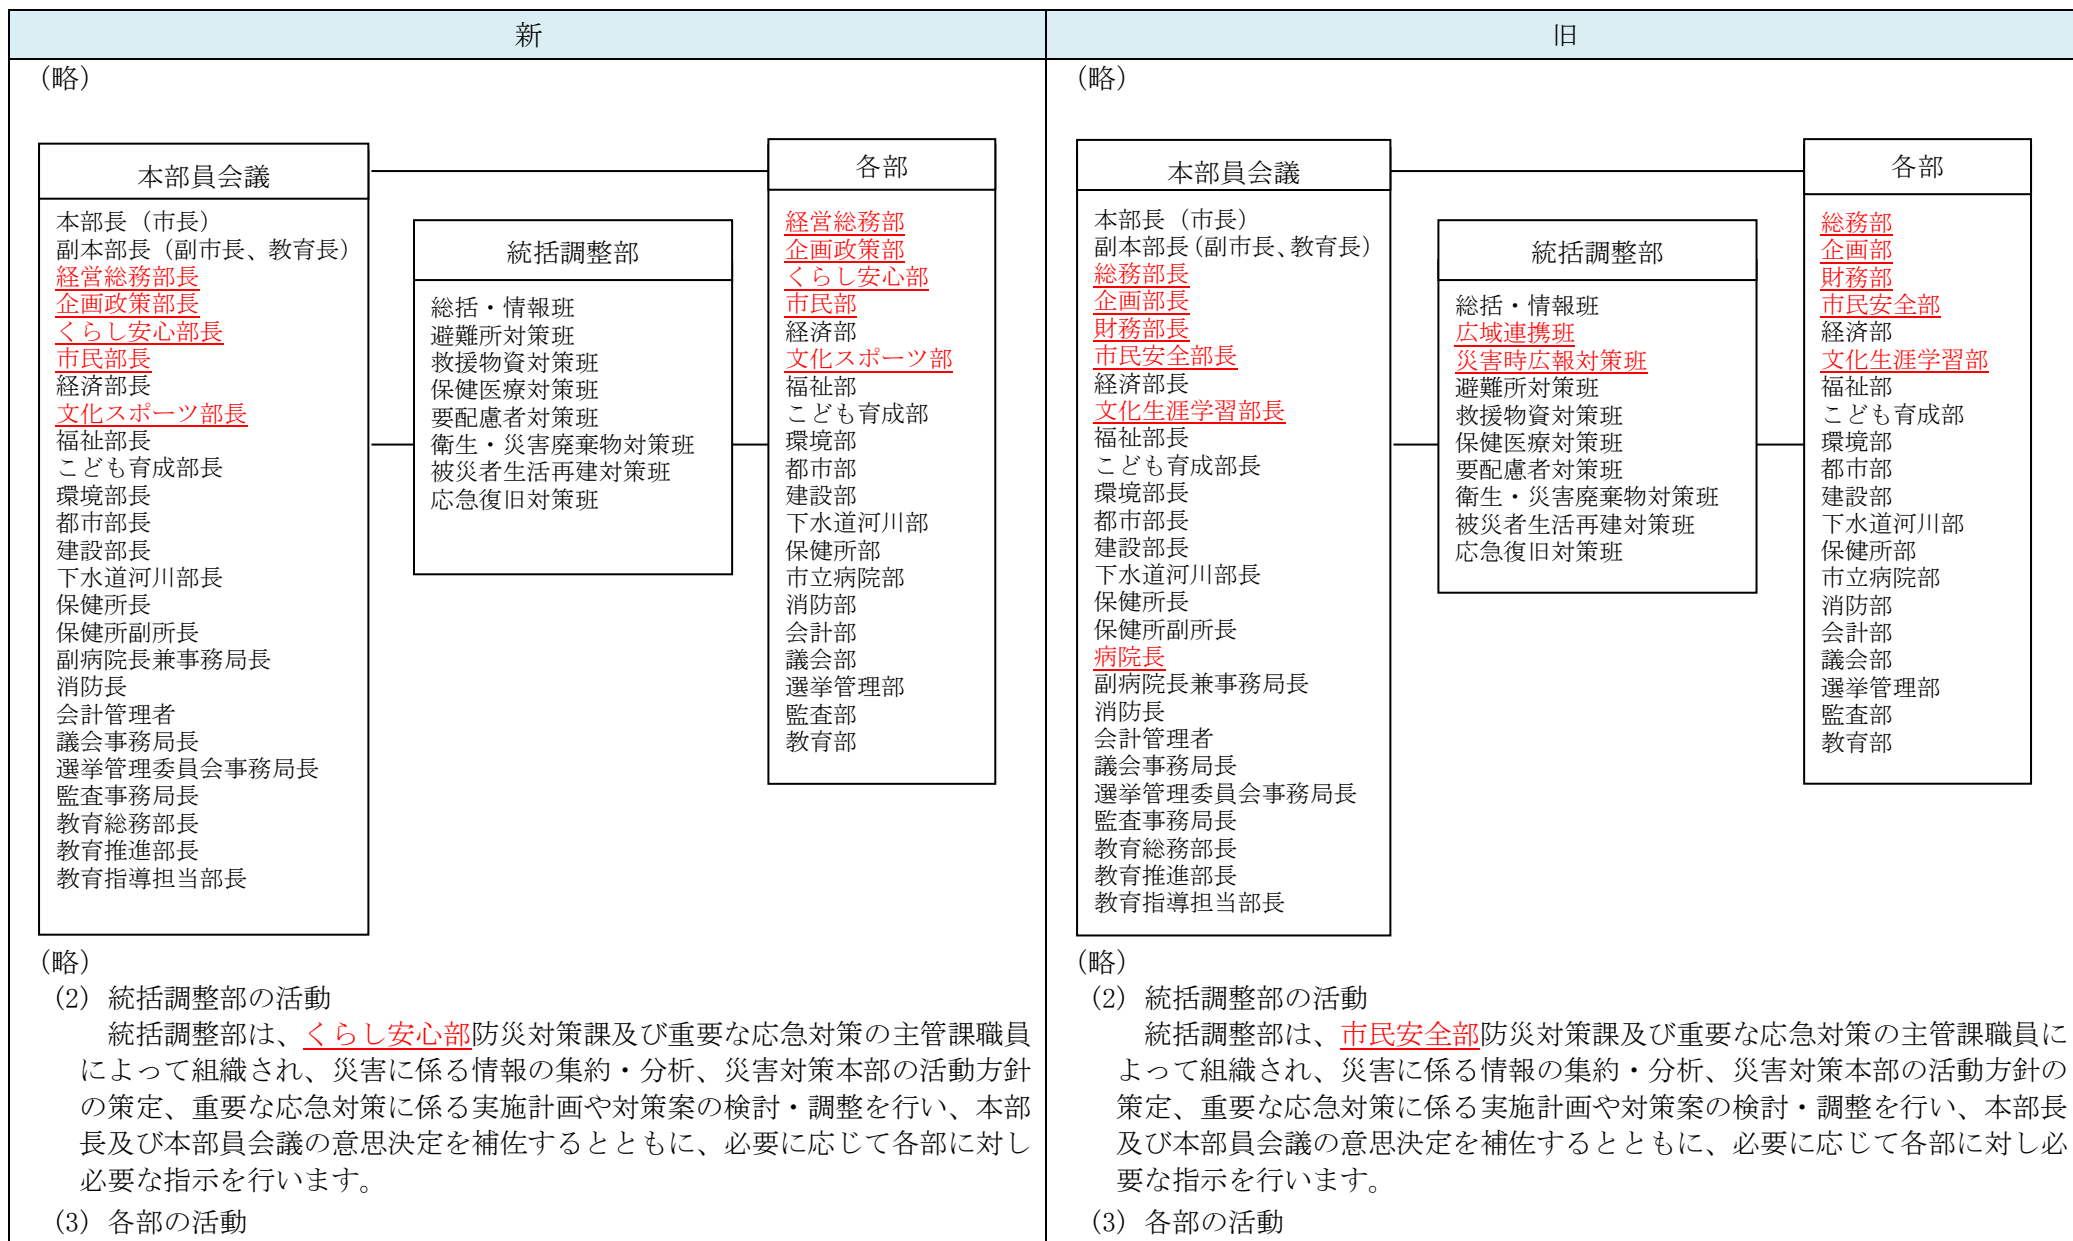 新
旧
(略)
本部員会議
本部長（市長）
副本部長（副市長、教育長）
経営総務部長
企画政策部長
くらし安心部長
市民部長
経済部長
文化スポーツ部長
福祉部長
こども育成部長
環境部長
都市部長
建設部長
下水道河川部長
保健所長
保健所副所長
副病院長兼事務局長
消防長
会計管理者
議会事務局長
選挙管理委員会事務局長
監査事務局長
教育総務部長
教育推進部長
教育指導担当部長
統括調整部
総括・情報班
避難所対策班
救援物資対策班
保健医療対策班
要配慮者対策班
衛生・災害廃棄物対策班
被災者生活再建対策班
応急復旧対策班
各部
経営総務部
企画政策部
くらし安心部
市民部
経済部
文化スポーツ部
福祉部
こども育成部
環境部
都市部
建設部
下水道河川部
保健所部
市立病院部
消防部
会計部
議会部
選挙管理部
監査部
教育部
(略)
(2) 統括調整部の活動
統括調整部は、くらし安心部防災対策課及び重要な応急対策の主管課職員
によって組織され、災害に係る情報の集約・分析、災害対策本部の活動方針
の策定、重要な応急対策に係る実施計画や対策案の検討・調整を行い、本部
長及び本部員会議の意思決定を補佐するとともに、必要に応じて各部に対し
必要な指示を行います。
(3) 各部の活動
(略)
本部員会議
本部長（市長）
副本部長（副市長、教育長）
総務部長
企画部長
財務部長
市民安全部長
経済部長
文化生涯学習部長
福祉部長
こども育成部長
環境部長
都市部長
建設部長
下水道河川部長
保健所長
保健所副所長
病院長
副病院長兼事務局長
消防長
会計管理者
議会事務局長
選挙管理委員会事務局長
監査事務局長
教育総務部長
教育推進部長
教育指導担当部長
統括調整部
総括・情報班
広域連携班
災害時広報対策班
避難所対策班
救援物資対策班
保健医療対策班
要配慮者対策班
衛生・災害廃棄物対策班
被災者生活再建対策班
応急復旧対策班
各部
総務部
企画部
財務部
市民安全部
経済部
文化生涯学習部
福祉部
こども育成部
環境部
都市部
建設部
下水道河川部
保健所部
市立病院部
消防部
会計部
議会部
選挙管理部
監査部
教育部
(略)
(2) 統括調整部の活動
統括調整部は、市民安全部防災対策課及び重要な応急対策の主管課職員に
よって組織され、災害に係る情報の集約・分析、災害対策本部の活動方針の
策定、重要な応急対策に係る実施計画や対策案の検討・調整を行い、本部長
及び本部員会議の意思決定を補佐するとともに、必要に応じて各部に対し必
要な指示を行います。
(3) 各部の活動